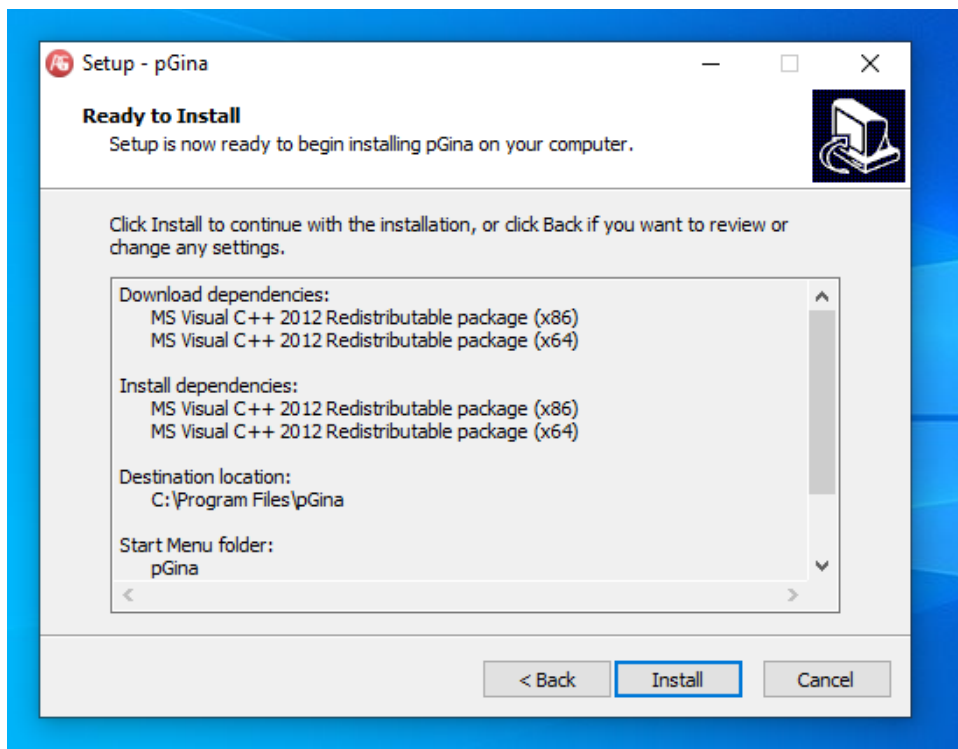 Setup - pGina
Ready to Install
Setup is now ready to begin installing pGina on your computer.
Click Install to continue with the installation, or click Back if you want to review or
change any settings.
Download dependencies:
MS Visual C++ 2012 Redistributable package (x86)
MS Visual C++ 2012 Redistributable package (x64)
Install dependencies:
MS Visual C++ 2012 Redistributable package (x86)
MS Visual C++ 2012 Redistributable package (x64)
Destination location:
C:\Program Files\pGina
Start Menu folder:
pGina
< Back Install Cancel